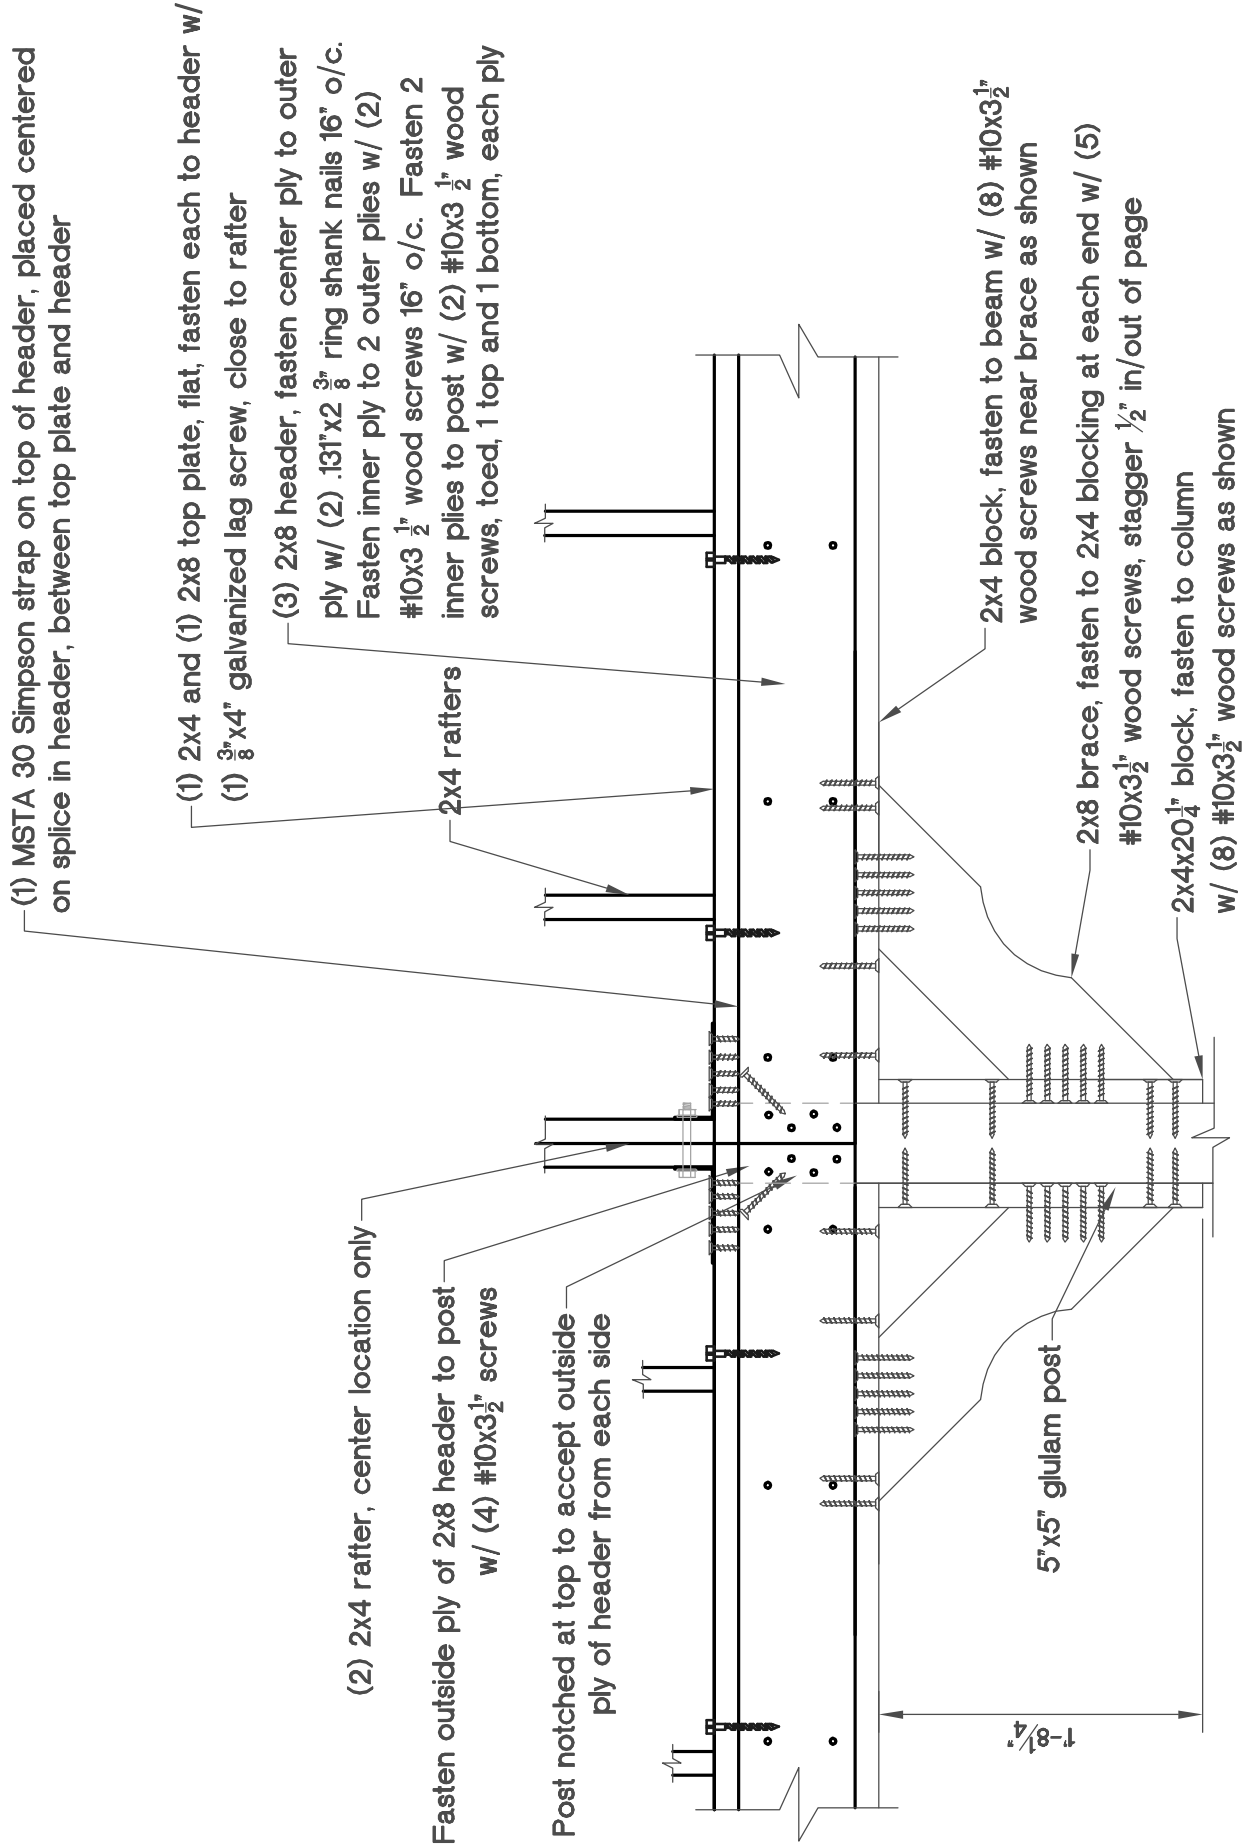 (1) MSTA 30 Simpson strap on top of header, placed centered
on splice in header, between top plate and header
(1) 2x4 and (1) 2x8 top plate, flat, fasten each to header w/
(1) 3/8"x4" galvanized lag screw, close to rafter
(3) 2x8 header, fasten center ply to outer
ply w/ (2) .131"x2 3/8" ring shank nails 16" o/c.
Fasten inner ply to 2 outer plies w/ (2)
#10x3 1/2" wood screws 16" o/c. Fasten 2
inner plies to post w/ (2) #10x3 1/2" wood
screws, toed, 1 top and 1 bottom, each ply
2x4 rafters
(2) 2x4 rafter, center location only
Fasten outside ply of 2x8 header to post
w/ (4) #10x3 1/2" screws
Post notched at top to accept outside
ply of header from each side
2x4 block, fasten to beam w/ (8) #10x3 1/2"
wood screws near brace as shown
2x8 brace, fasten to 2x4 blocking at each end w/ (5)
#10x3 1/2" wood screws, stagger 1/2" in/out of page
2x4x20 1/4" block, fasten to column
w/ (8) #10x3 1/2" wood screws as shown
5"x5" glulam post
1'-8 1/4"